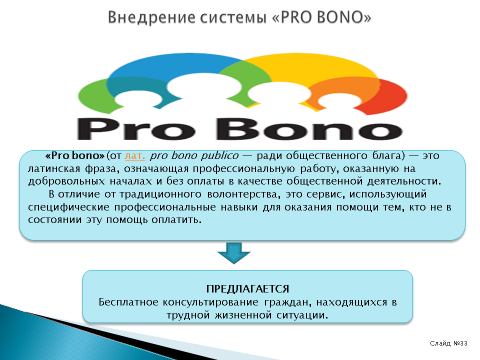 Внедрение системы «PRO BONO»
Pro Bono
«Pro bono» (от лат. pro bono publico — ради общественного блага) — это
латинская фраза, означающая профессиональную работу, оказанную на
добровольных началах и без оплаты в качестве общественной деятельности.
В отличие от традиционного волонтерства, это сервис, использующий
специфические профессиональные навыки для оказания помощи тем, кто не в
состоянии эту помощь оплатить.
ПРЕДЛАГАЕТСЯ
Бесплатное консультирование граждан, находящихся в
трудной жизненной ситуации.
Слайд №33